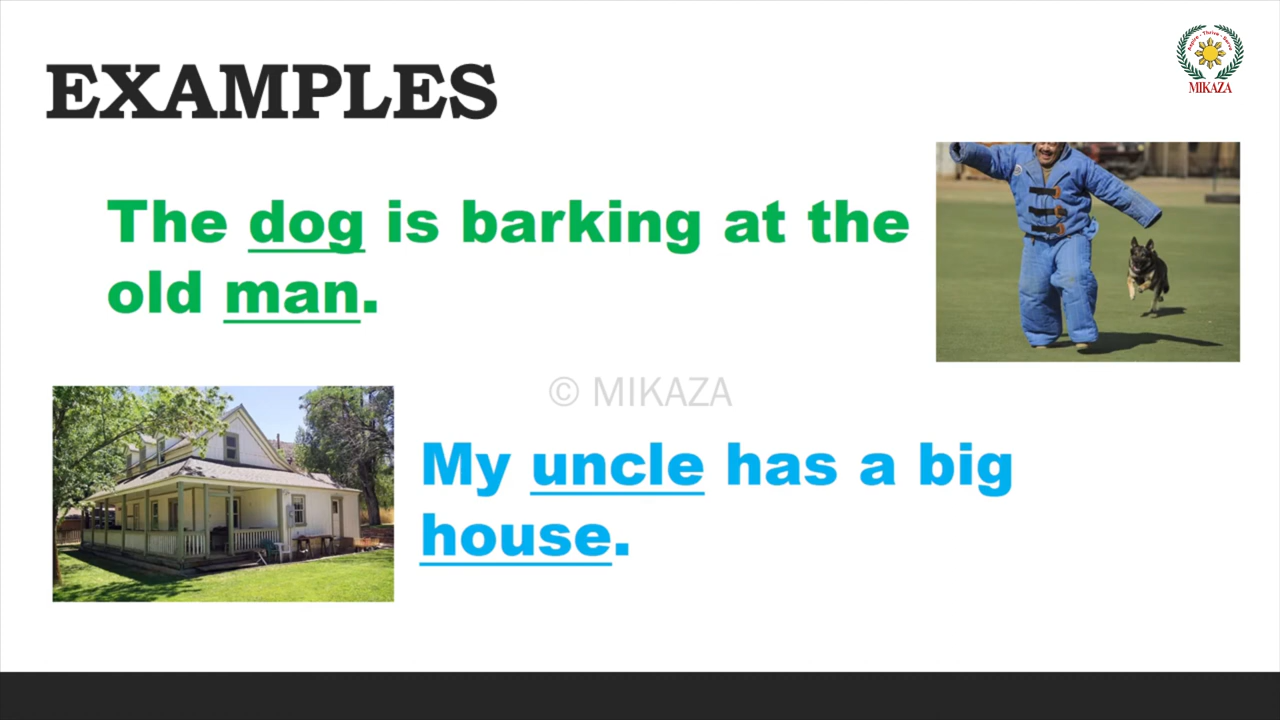 EXAMPLES
MIKAZA
The dog is barking at the
old man.
© MIKAZA
My uncle has a big
house.